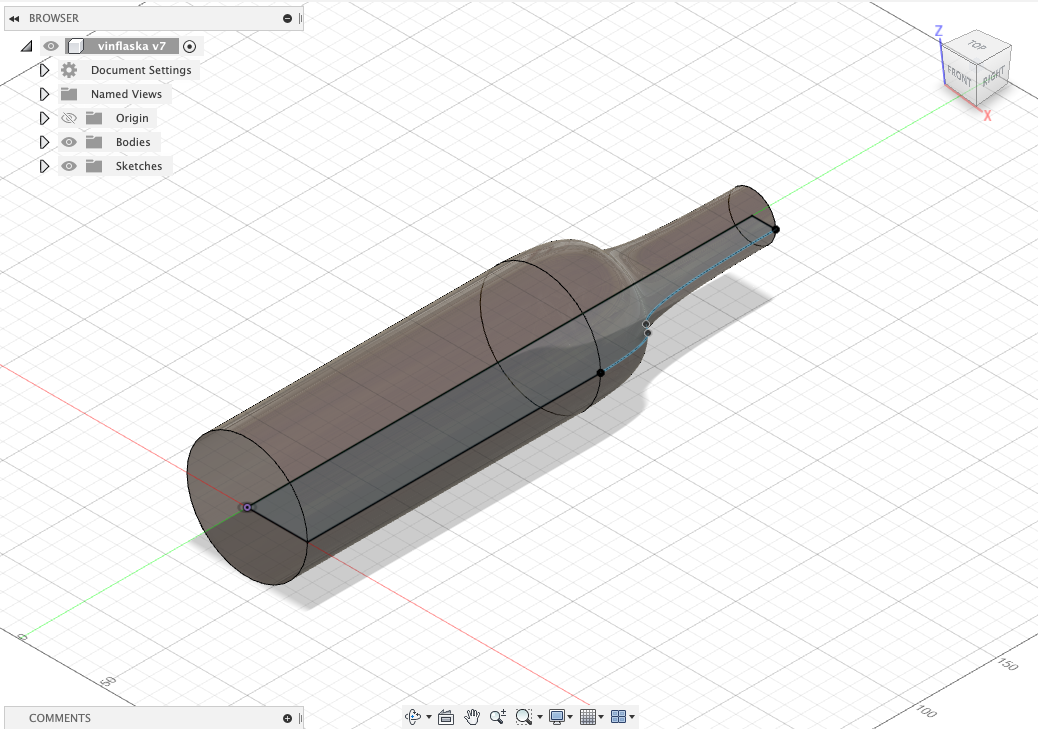 BROWSER
vinflaska v7
Document Settings
Named Views
Origin
Bodies
Sketches
Z
TOP
FRONT
RIGHT
X
0
50
100
150
COMMENTS